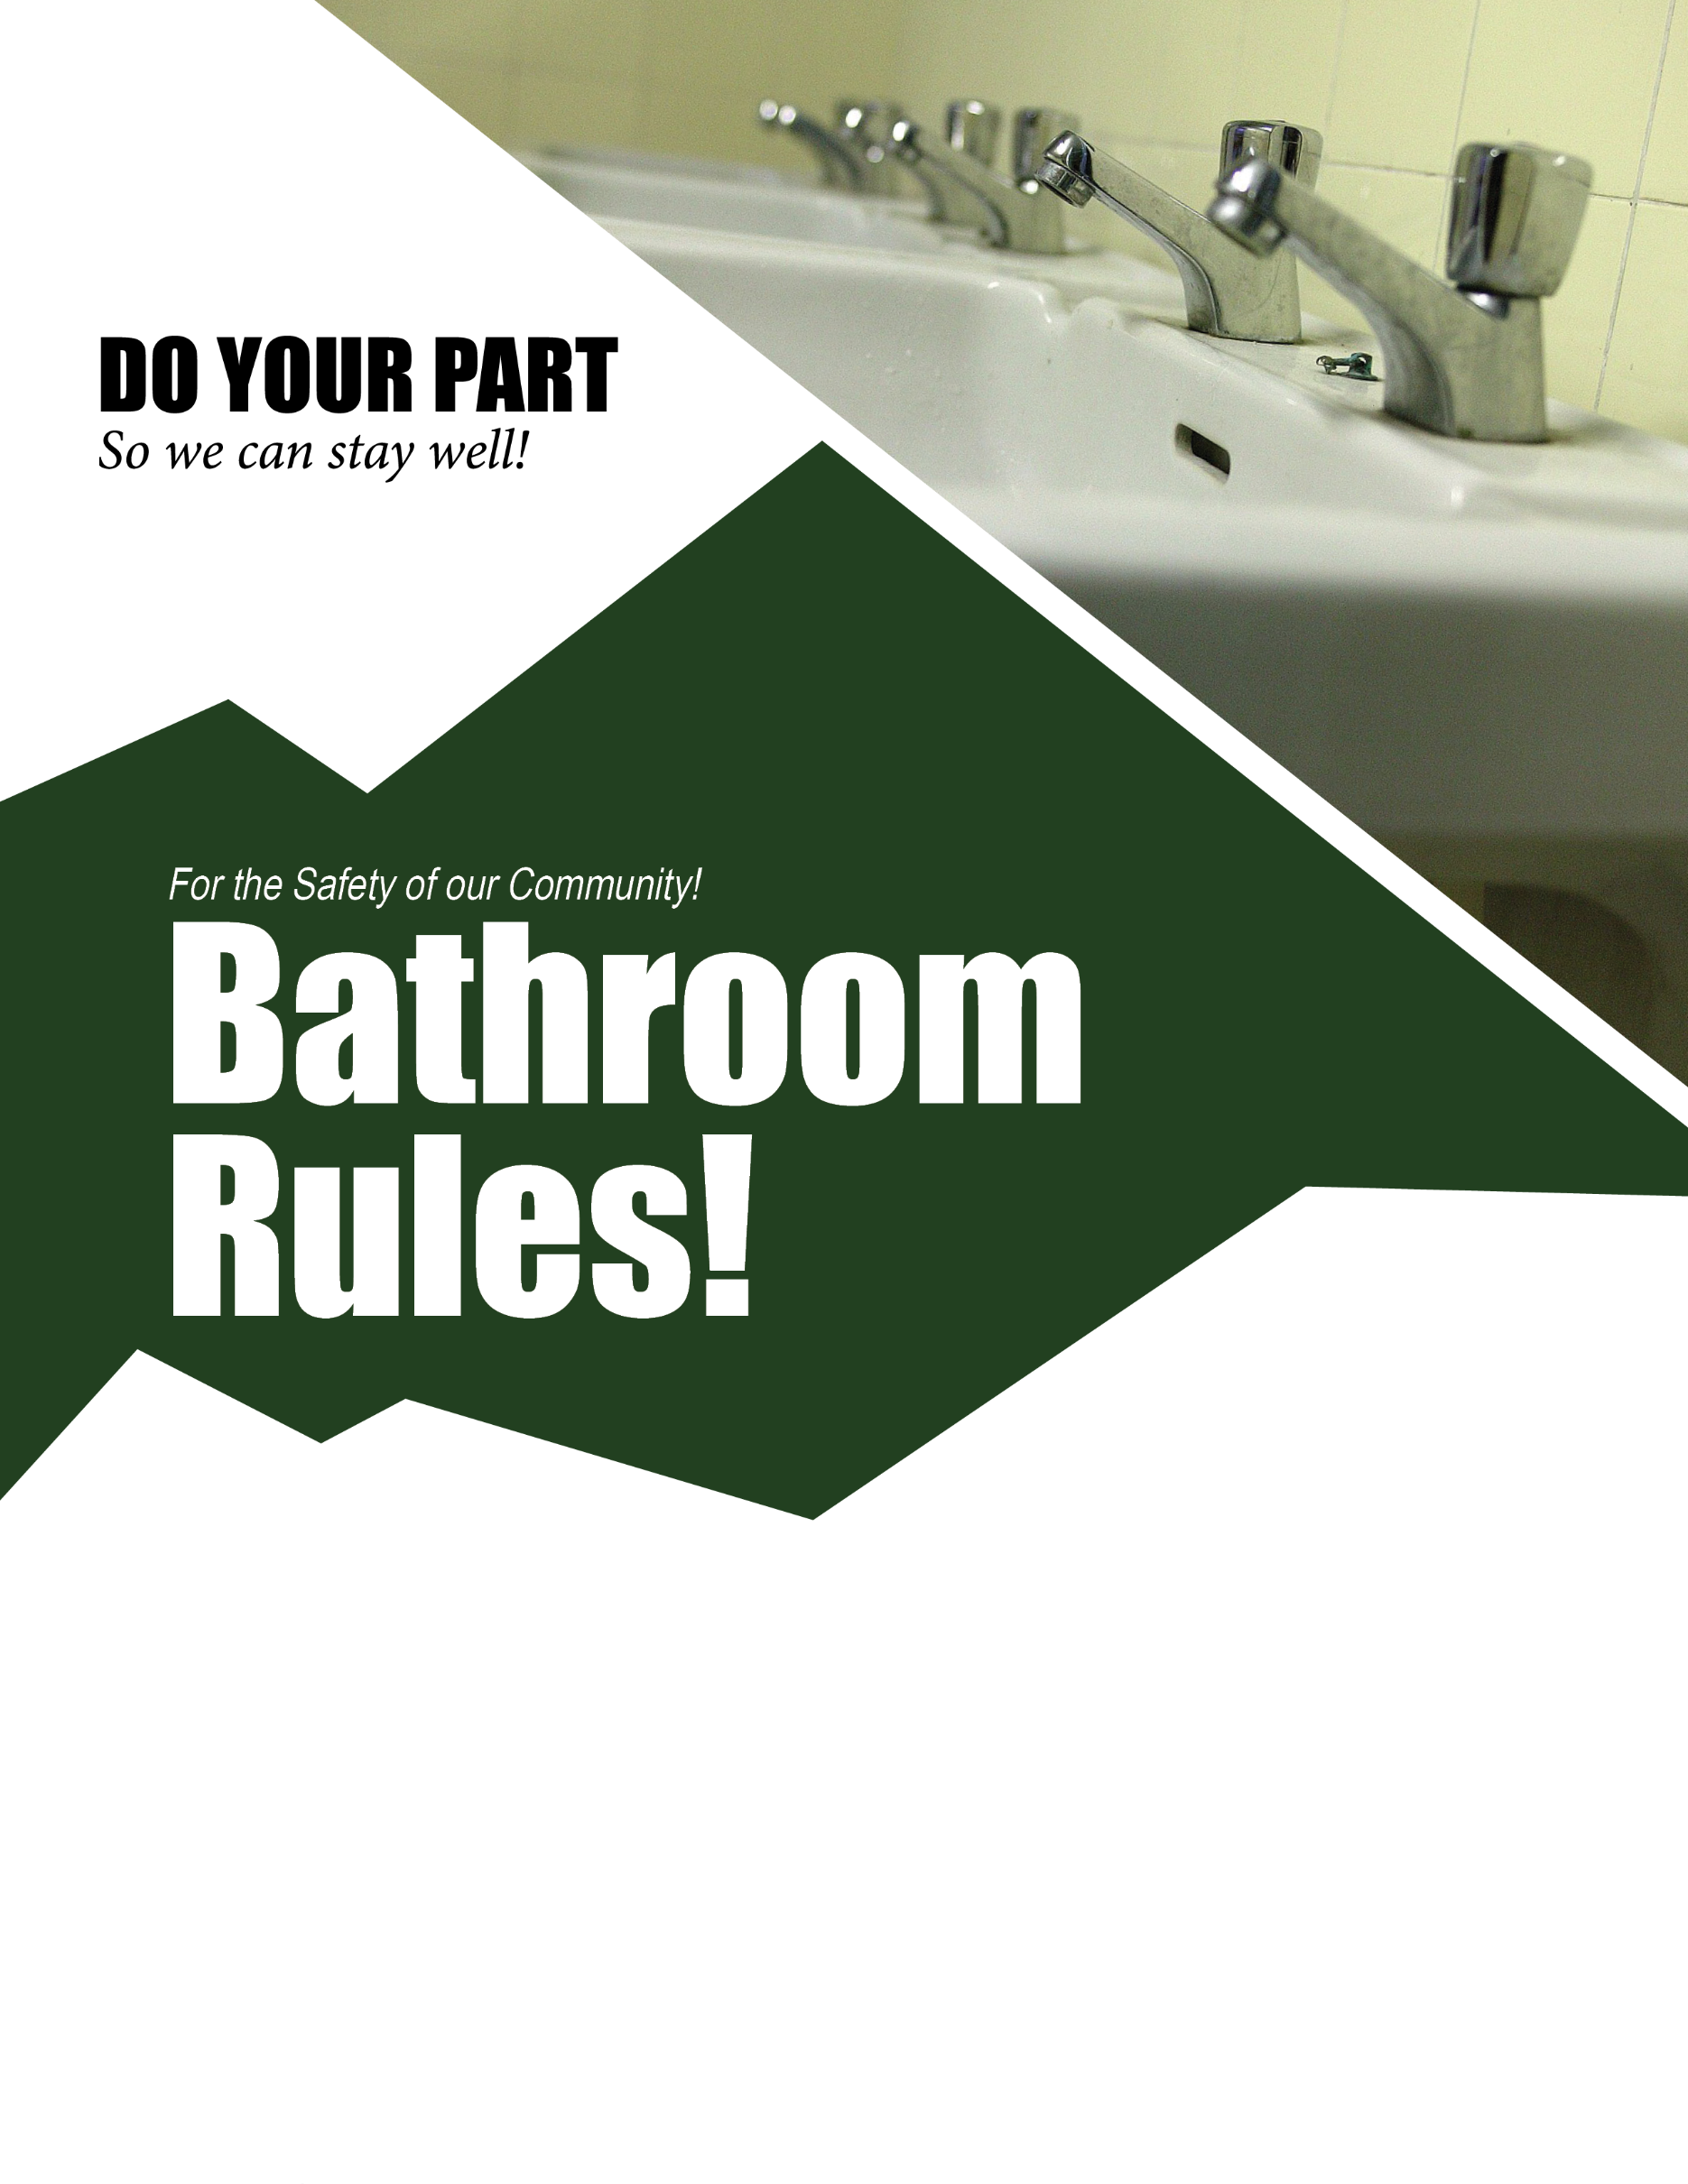 DO YOUR PART
So we can stay well!
For the Safety of our Community!
Bathroom
Rules!